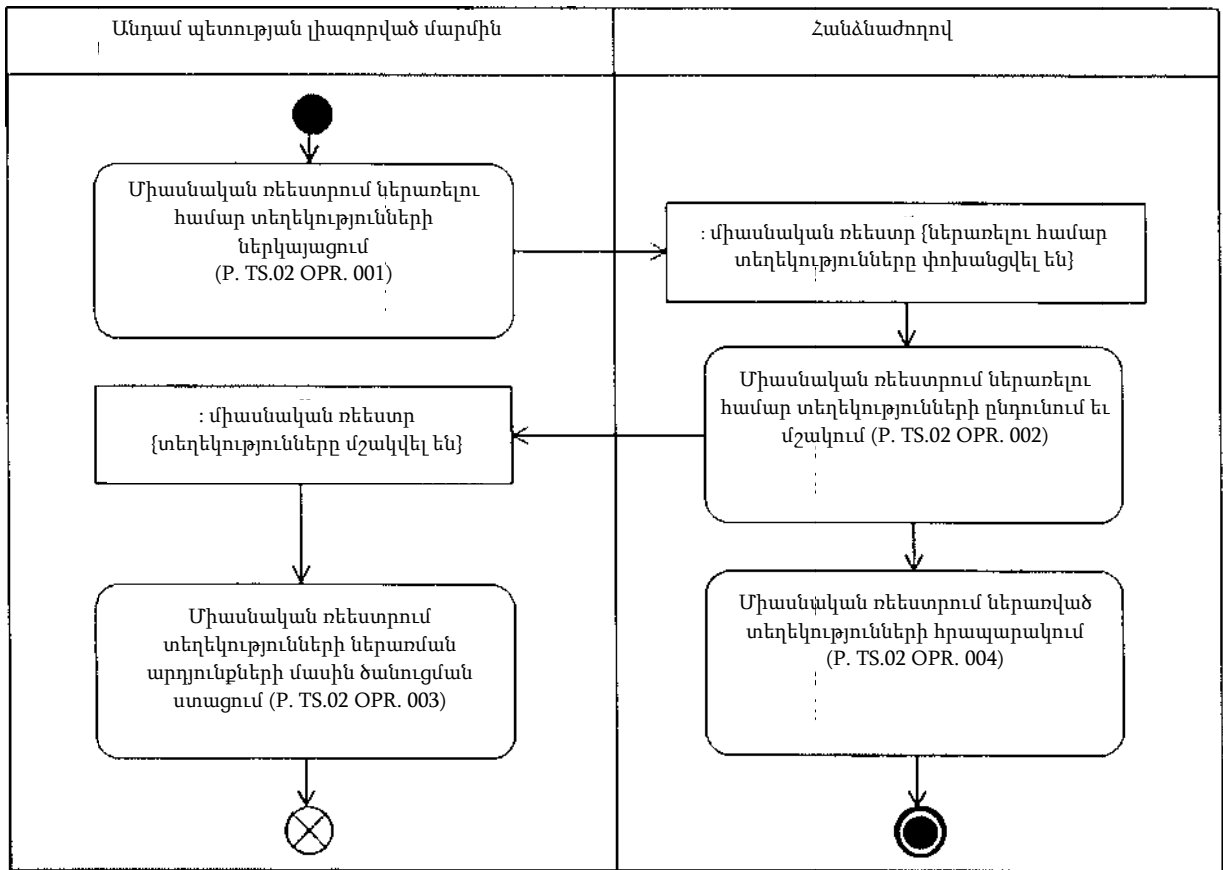 Անդամ պետության լիազորված մարմին
Հանձնաժողով
Միասնական ռեեստրում ներառելու
համար տեղեկությունների
ներկայացում
(P. TS.02 OPR. 001)
: միասնական ռեեստր {ներառելու համար
տեղեկությունները փոխանցվել են}
Միասնական ռեեստրում ներառելու
համար տեղեկությունների ընդունում եւ
մշակում (P. TS.02 OPR. 002)
: միասնական ռեեստր
{տեղեկությունները մշակվել են}
Միասնական ռեեստրում
տեղեկությունների ներառման
արդյունքների մասին ծանուցման
ստացում (P. TS.02 OPR. 003)
Միասնական ռեեստրում ներառված
տեղեկությունների հրապարակում
(P. TS.02 OPR. 004)